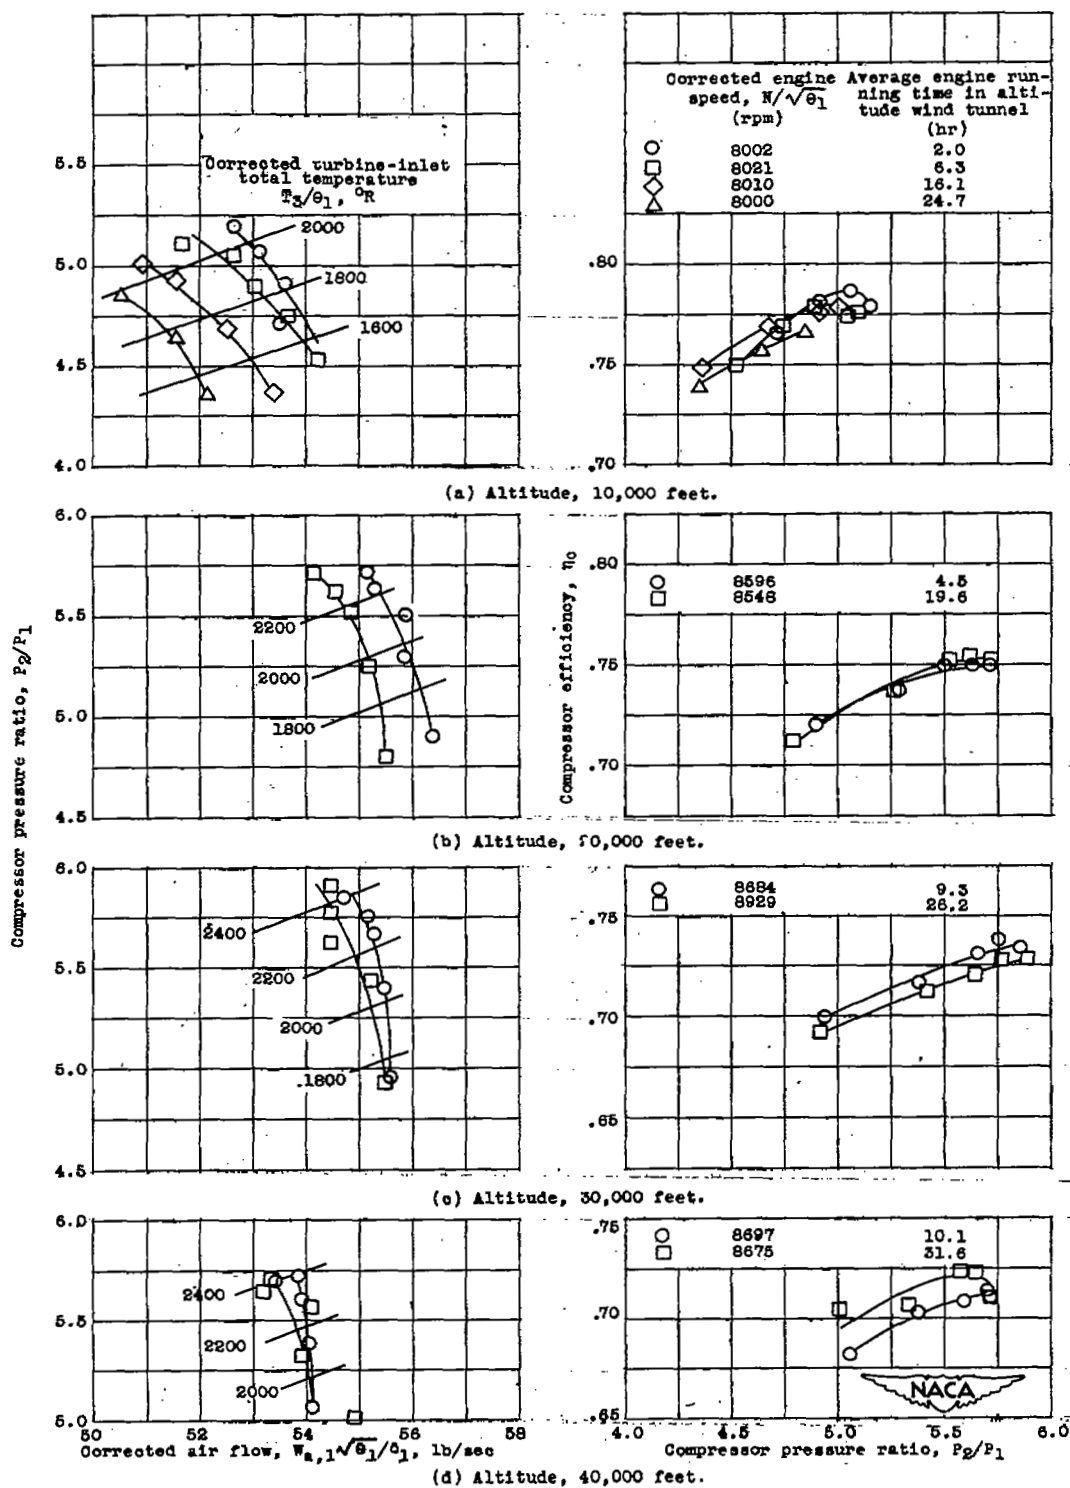 Corrected engine Average engine run-
speed, N/√θ1 ning time in alti-
(rpm) tude wind tunnel
(hr)
8002 2.0
8021 6.3
8010 16.1
8000 24.7
5.5
Corrected turbine-inlet
total temperature
T3/θ1, °R
2000
5.0
1800
1600
4.5
4.0
.80
.75
.70
(a) Altitude, 10,000 feet.
6.0
5.5
2200
2000
5.0
1800
4.5
Compressor pressure ratio, P2/P1
Compressor efficiency, ηc
.80
8596 4.5
8548 19.6
.75
.70
(b) Altitude, 20,000 feet.
6.0
2400
5.5
2200
2000
5.0
1800
4.5
8684 9.3
8929 26.2
.75
.70
.65
(c) Altitude, 30,000 feet.
6.0
2400
5.5
2200
2000
5.0
50 52 54 56 58
Corrected air flow, Wa,1√θ1/δ1, lb/sec
.75
8697 10.1
8675 31.6
.70
NACA
.65
4.0 4.5 5.0 5.5 6.0
Compressor pressure ratio, P2/P1
(d) Altitude, 40,000 feet.